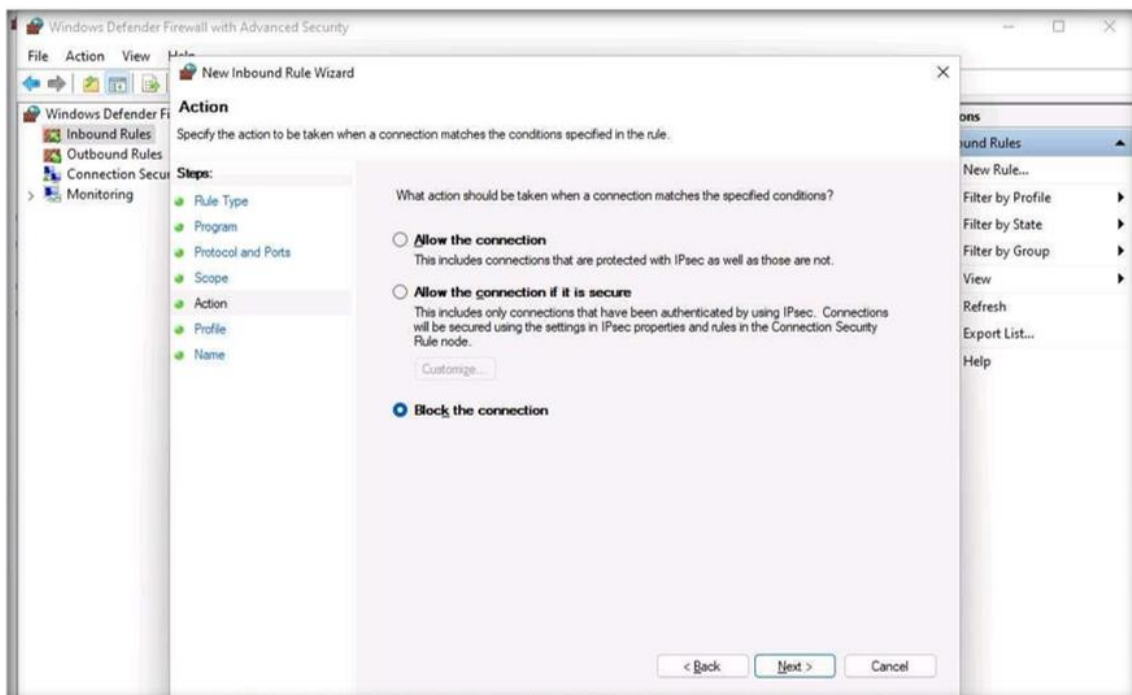 Windows Defender Firewall with Advanced Security
File Action View Help
Windows Defender Fi
Inbound Rules
Outbound Rules
Connection Secur
Monitoring
New Inbound Rule Wizard
Action
Specify the action to be taken when a connection matches the conditions specified in the rule.
Steps:
Rule Type
Program
Protocol and Ports
Scope
Action
Profile
Name
What action should be taken when a connection matches the specified conditions?
Allow the connection
This includes connections that are protected with IPsec as well as those are not.
Allow the connection if it is secure
This includes only connections that have been authenticated by using IPsec. Connections
will be secured using the settings in IPsec properties and rules in the Connection Security
Rule node.
Customize...
Block the connection
< Back Next > Cancel
ons
und Rules
New Rule...
Filter by Profile
Filter by State
Filter by Group
View
Refresh
Export List...
Help